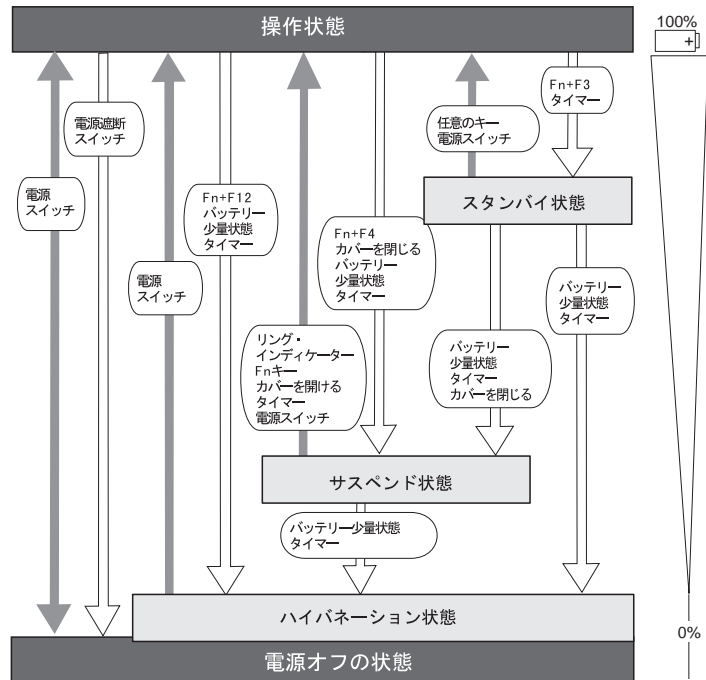 操作状態
100%
+
Fn+F3
タイマー
電源遮断
スイッチ
任意のキー
電源スイッチ
電源
スイッチ
Fn+F12
バッテリー
少量状態
タイマー
スタンバイ状態
Fn+F4
カバーを閉じる
バッテリー
少量状態
タイマー
電源
スイッチ
バッテリー
少量状態
タイマー
リング・
インディケーター
Fnキー
カバーを開ける
タイマー
電源スイッチ
バッテリー
少量状態
タイマー
カバーを閉じる
サスペンド状態
バッテリー少量状態
タイマー
ハイバネーション状態
0%
電源オフの状態